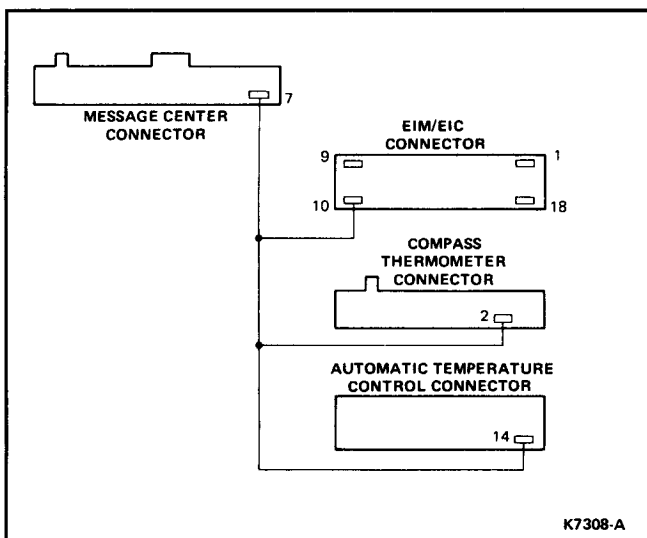 7
MESSAGE CENTER
CONNECTOR
EIM/EIC
CONNECTOR
9
1
10
18
COMPASS
THERMOMETER
CONNECTOR
2
AUTOMATIC TEMPERATURE
CONTROL CONNECTOR
14
K7308-A